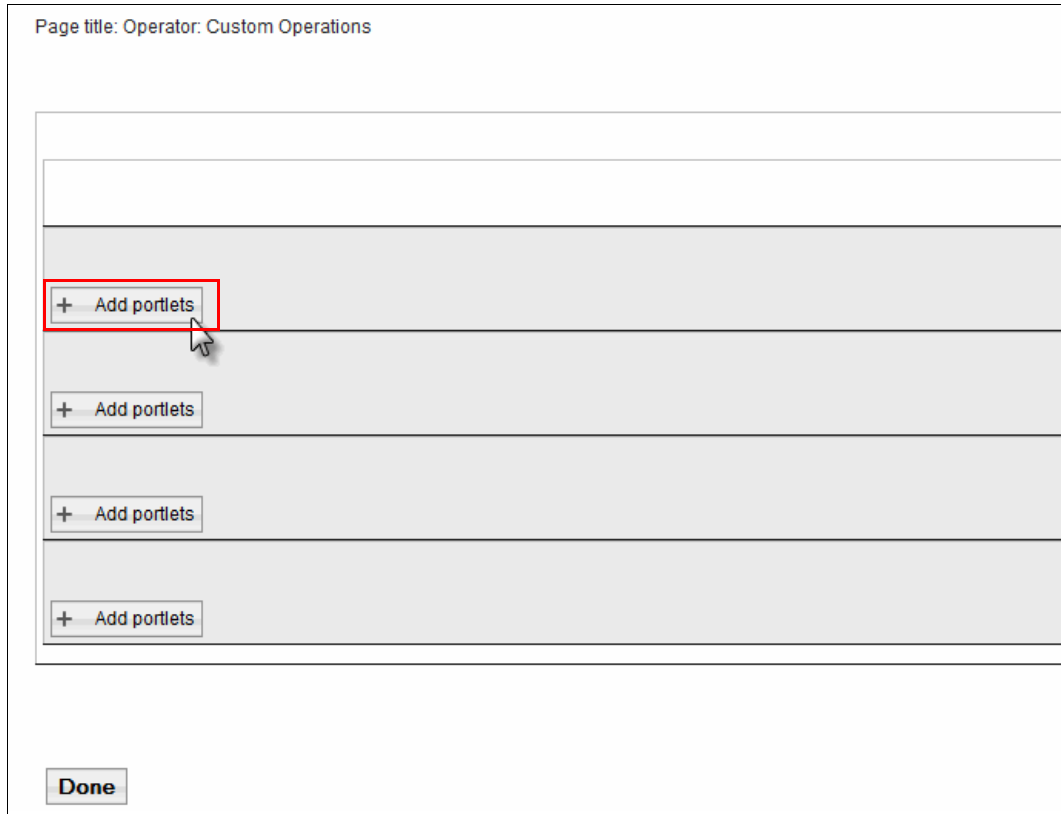 Page title: Operator: Custom Operations
+ Add portlets
+ Add portlets
+ Add portlets
+ Add portlets
Done